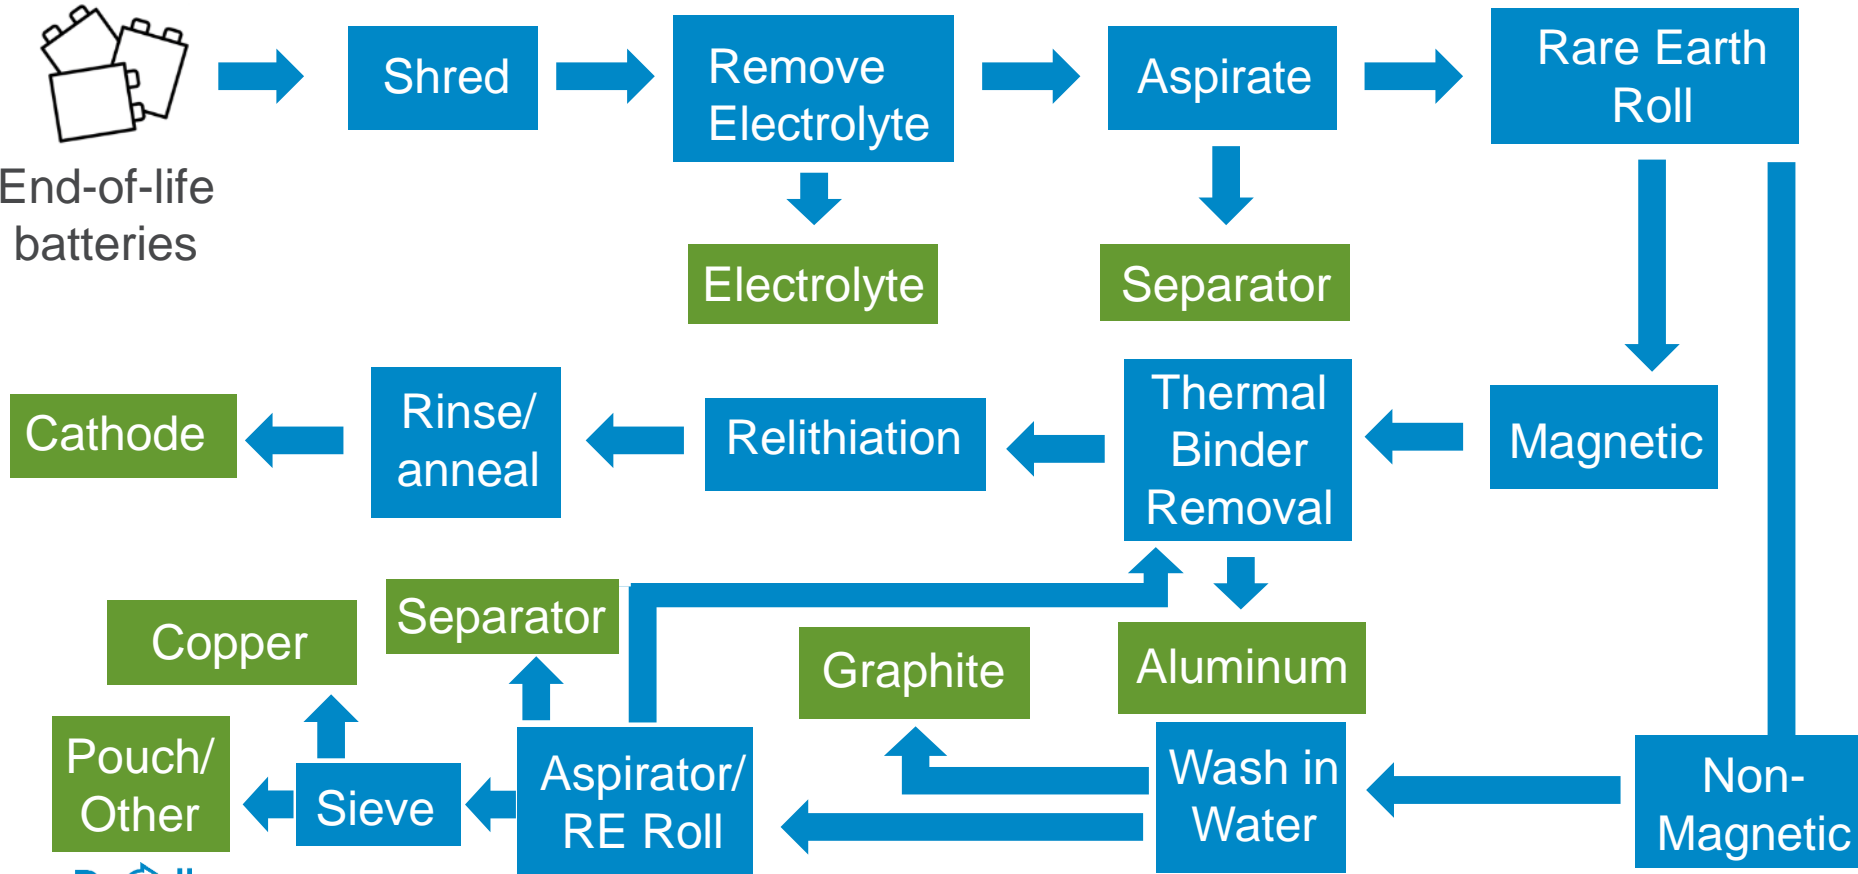 Shred
Remove
Electrolyte
Aspirate
Rare Earth
Roll
End-of-life
batteries
Electrolyte
Separator
Cathode
Rinse/
anneal
Relithiation
Thermal
Binder
Removal
Magnetic
Copper
Separator
Graphite
Aluminum
Pouch/
Other
Sieve
Aspirator/
RE Roll
Wash in
Water
Non-
Magnetic